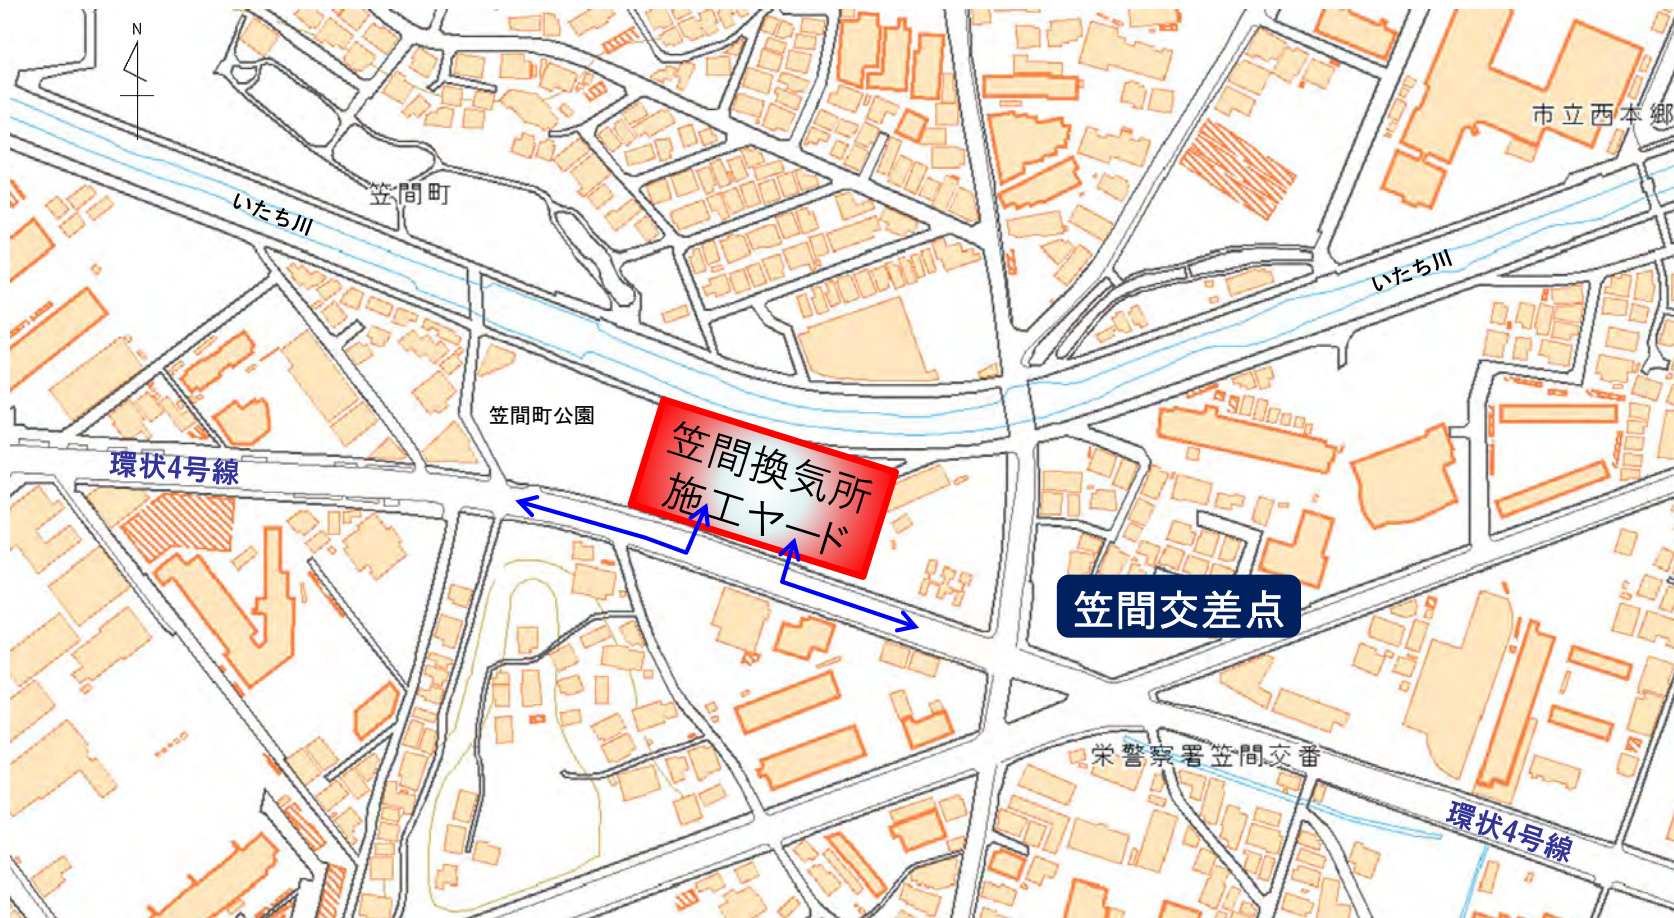 N
市立西本郷
笠間町
いたち川
いたち川
笠間町公園
笠間換気所
施工ヤード
環状4号線
笠間交差点
栄警察署笠間交番
環状4号線